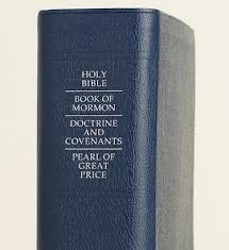 HOLY
BIBLE
BOOK OF
MORMON
DOCTRINE
AND
COVENANTS
PEARL OF
GREAT
PRICE